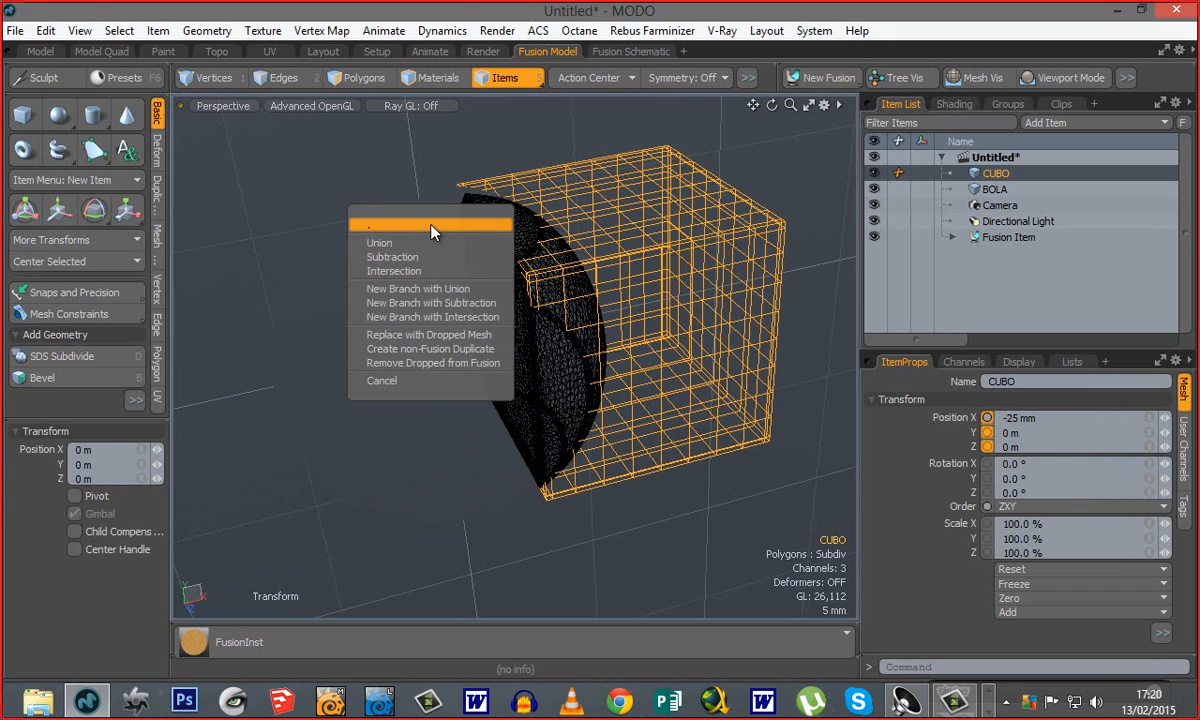 Untitled* - MODO
File Edit View Select Item Geometry Texture Vertex Map Animate Dynamics Render ACS Octane Rebus Farminizer V-Ray Layout System Help
Model Model Quad Paint Topo UV Layout Setup Animate Render Fusion Model Fusion Schematic +
Sculpt Presets F6 Vertices 1 Edges 2 Polygons Materials Items 5 Action Center Symmetry: Off >> New Fusion Tree Vis Mesh Vis Viewport Mode >>
Perspective Advanced OpenGL Ray GL: Off
Item List Shading Groups Clips +
Filter Items Add Item F
Name
Untitled*
CUBO
BOLA
Camera
Directional Light
Fusion Item
Basic
Deform
Duplic ...
Mesh ...
Vertex
Edge
Polygon
UV
Item Menu: New Item
More Transforms
Center Selected
Snaps and Precision
Mesh Constraints
Add Geometry
SDS Subdivide D
Bevel B
>>
Transform
Position X 0 m
Y 0 m
Z 0 m
Pivot
Gimbal
Child Compens ...
Center Handle
.
Union
Subtraction
Intersection
New Branch with Union
New Branch with Subtraction
New Branch with Intersection
Replace with Dropped Mesh
Create non-Fusion Duplicate
Remove Dropped from Fusion
Cancel
CUBO
Polygons : Subdiv
Channels: 3
Deformers: OFF
GL: 26,112
5 mm
Transform
Y
X
Z
FusionInst
(no info)
ItemProps Channels Display Lists +
Name CUBO
Transform
Position X -25 mm
Y 0 m
Z 0 m
Rotation X 0.0 °
Y 0.0 °
Z 0.0 °
Order ZXY
Scale X 100.0 %
Y 100.0 %
Z 100.0 %
Reset
Freeze
Zero
Add
>>
Mesh
User Channels
Tags
> Command
17:20
13/02/2015